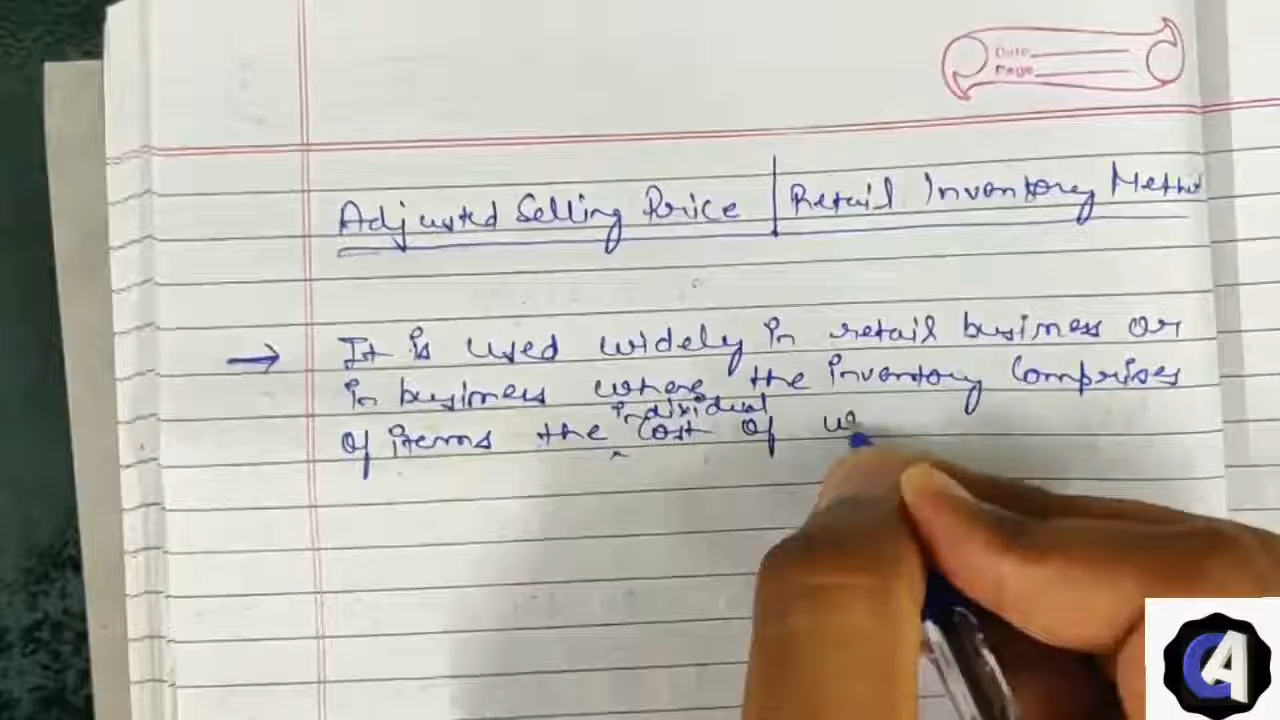 Date
Page
Adjusted Selling Price | Retail Inventory Method
→ It is used widely in retail business or
in business where the inventory comprises
individual
of items the cost of w
CA